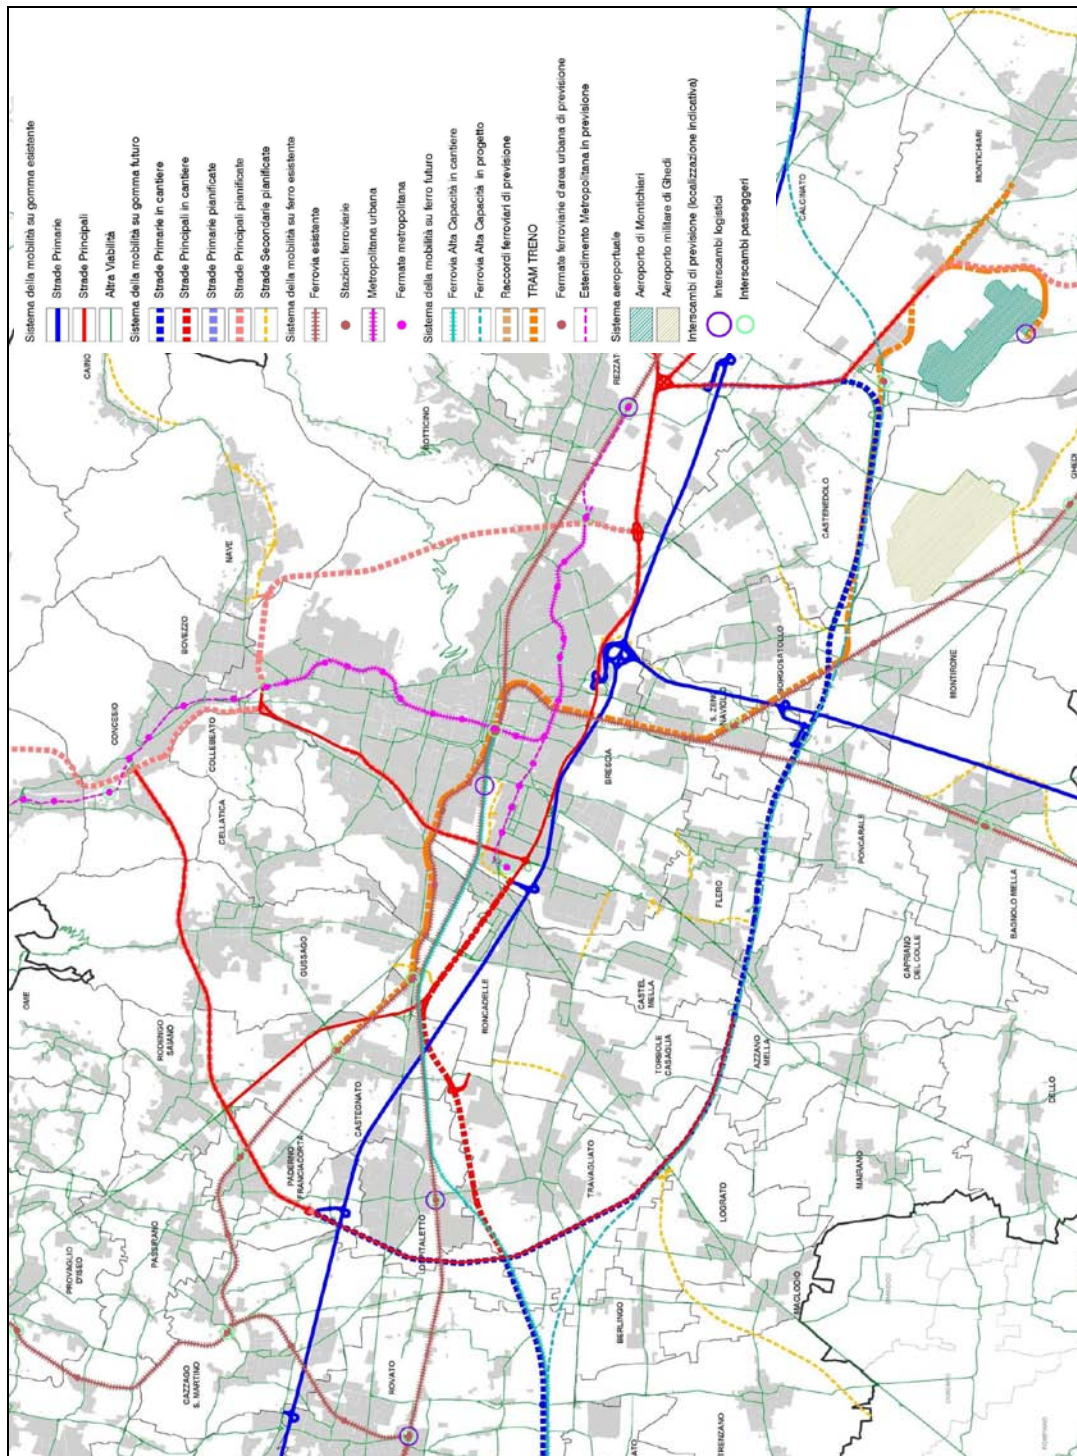 Sistema della mobilità su gomma esistente
Strade Primarie
Strade Principali
Altra Viabilità
Sistema della mobilità su gomma futuro
Strade Primarie in cantiere
Strade Principali in cantiere
Strade Primarie pianificate
Strade Principali pianificate
Strade Secondarie pianificate
Sistema della mobilità su ferro esistente
Ferrovia esistente
Stazioni ferroviarie
Metropolitana urbana
Fermate metropolitana
Sistema della mobilità su ferro futuro
Ferrovia Alta Capacità in cantiere
Ferrovia Alta Capacità in progetto
Raccordi ferroviari di previsione
TRAM TRENO
Fermate ferroviarie d'area urbana di previsione
Estendimento Metropolitana in previsione
Sistema aeroportuale
Aeroporto di Montichiari
Aeroporto militare di Ghedi
Interscambi di previsione (localizzazione indicativa)
Interscambi logistici
Interscambi passeggeri
CAINO
NAVE
BOVEZZO
CONCESIO
COLLEBEATO
CELLATICA
GUSSAGO
OME
RODENGO
SAIANO
PADERNO
FRANCIACORTA
PASSIRANO
PROVAGLIO
D'ISEO
CAZZAGO
S. MARTINO
ROVATO
CASTEGNATO
OSPITALETTO
RONCADELLE
TRAVAGLIATO
BERLINGO
TRENZANO
MACLODIO
LOGRATO
MAIRANO
DELLO
TORBOLE
CASAGLIA
AZZANO
MELLA
CASTEL
MELLA
CAPRIANO
DEL COLLE
FLERO
PONCARALE
BAGNOLO MELLA
BRESCIA
S. ZENO
NAVIGLIO
BORGOSATOLLO
MONTIRONE
CASTENEDOLO
GHEDI
BOTTICINO
REZZATO
CALCINATO
MONTICHIARI